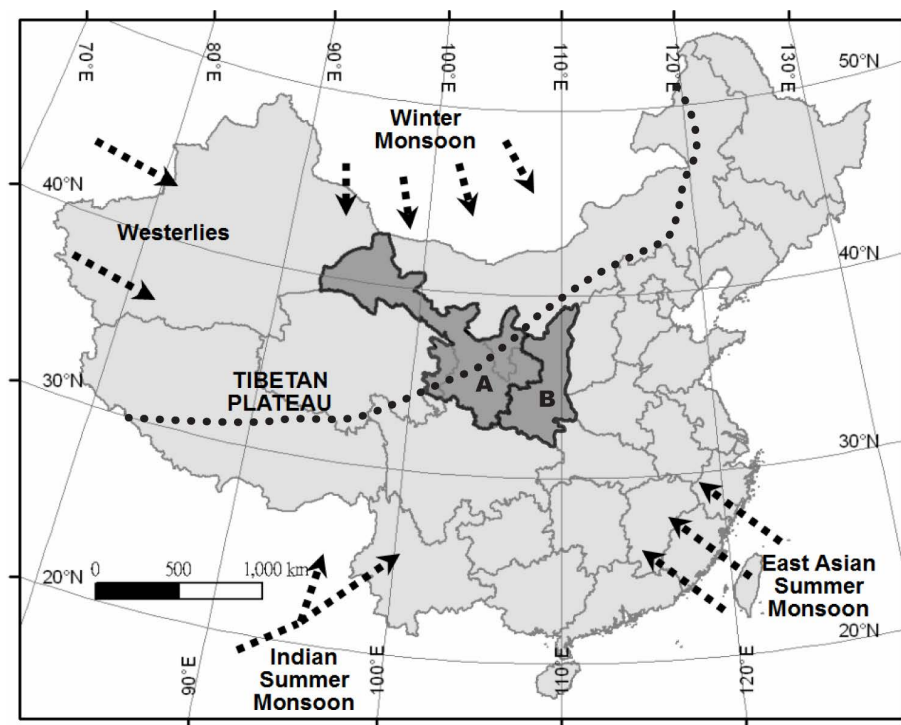 70°E
80°E
90°E
100°E
110°E
120°E
130°E
50°N
Winter
Monsoon
40°N
Westerlies
40°N
30°N
TIBETAN
PLATEAU
A
B
30°N
20°N
0 500 1,000 km
East Asian
Summer
Monsoon
20°N
Indian
Summer
Monsoon
90°E
100°E
110°E
120°E